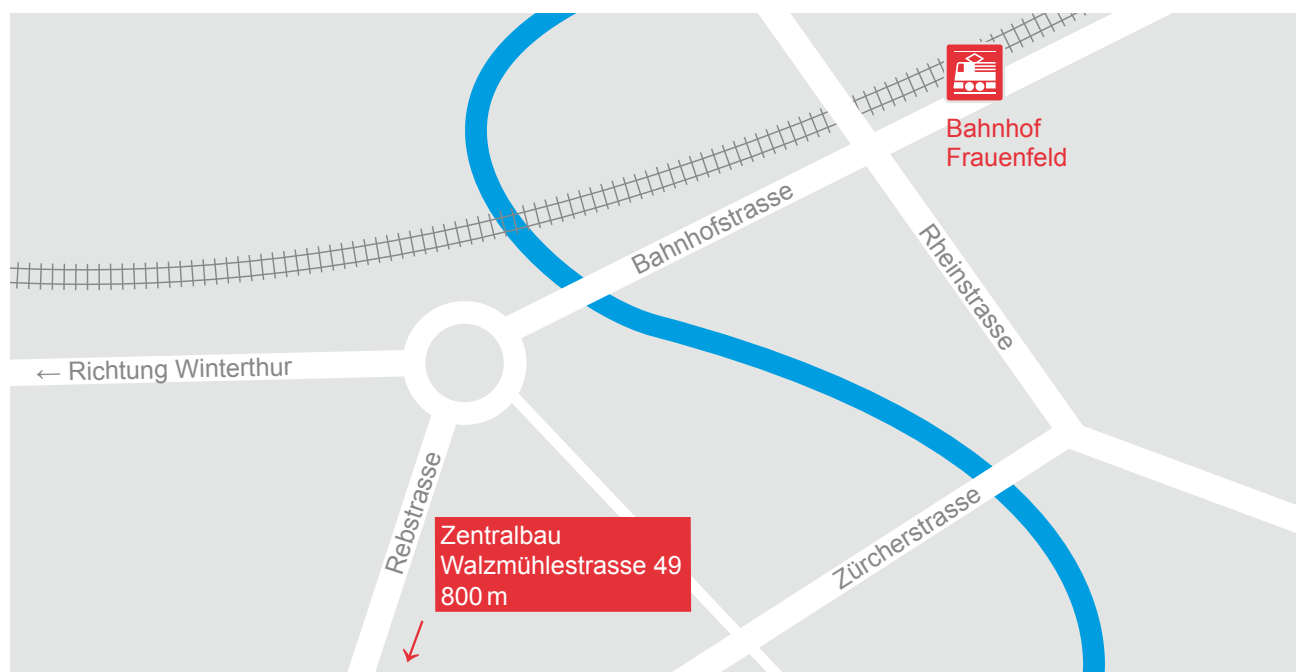 Bahnhof
Frauenfeld
Bahnhofstrasse
Rheinstrasse
← Richtung Winterthur
Rebstrasse
Zentralbau
Walzmühlestrasse 49
800 m
Zürcherstrasse